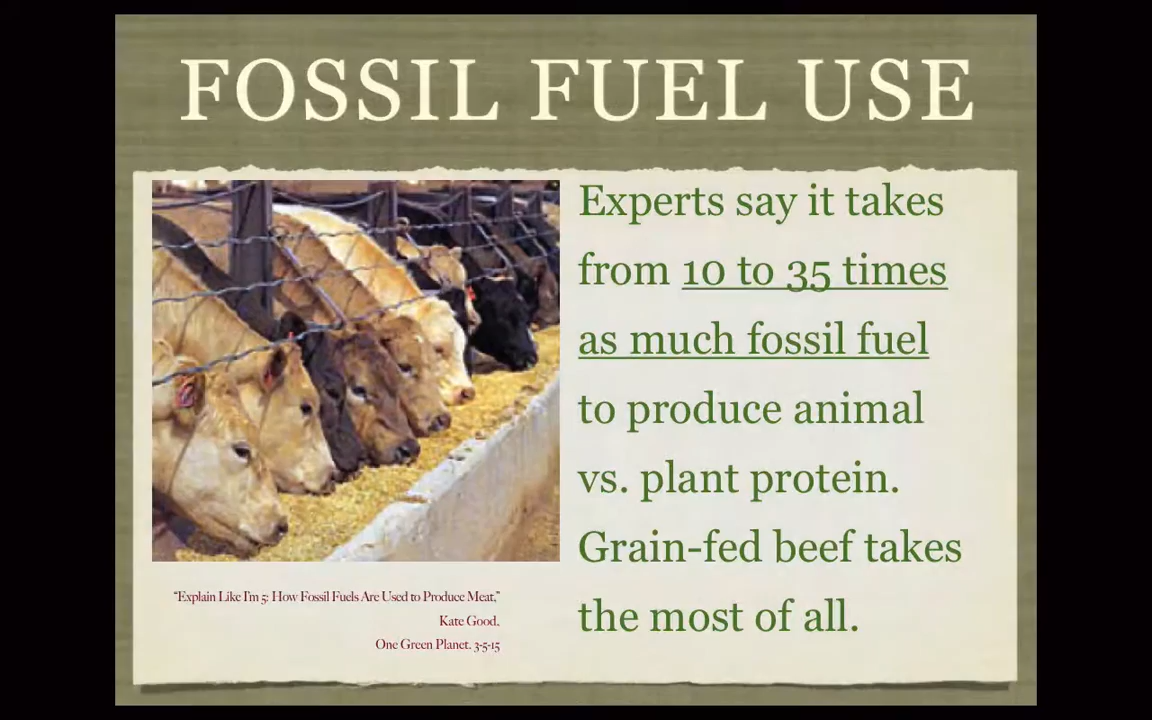 FOSSIL FUEL USE
Experts say it takes
from 10 to 35 times
as much fossil fuel
to produce animal
vs. plant protein.
Grain-fed beef takes
the most of all.
“Explain Like I’m 5: How Fossil Fuels Are Used to Produce Meat,”
Kate Good.
One Green Planet. 3-5-15